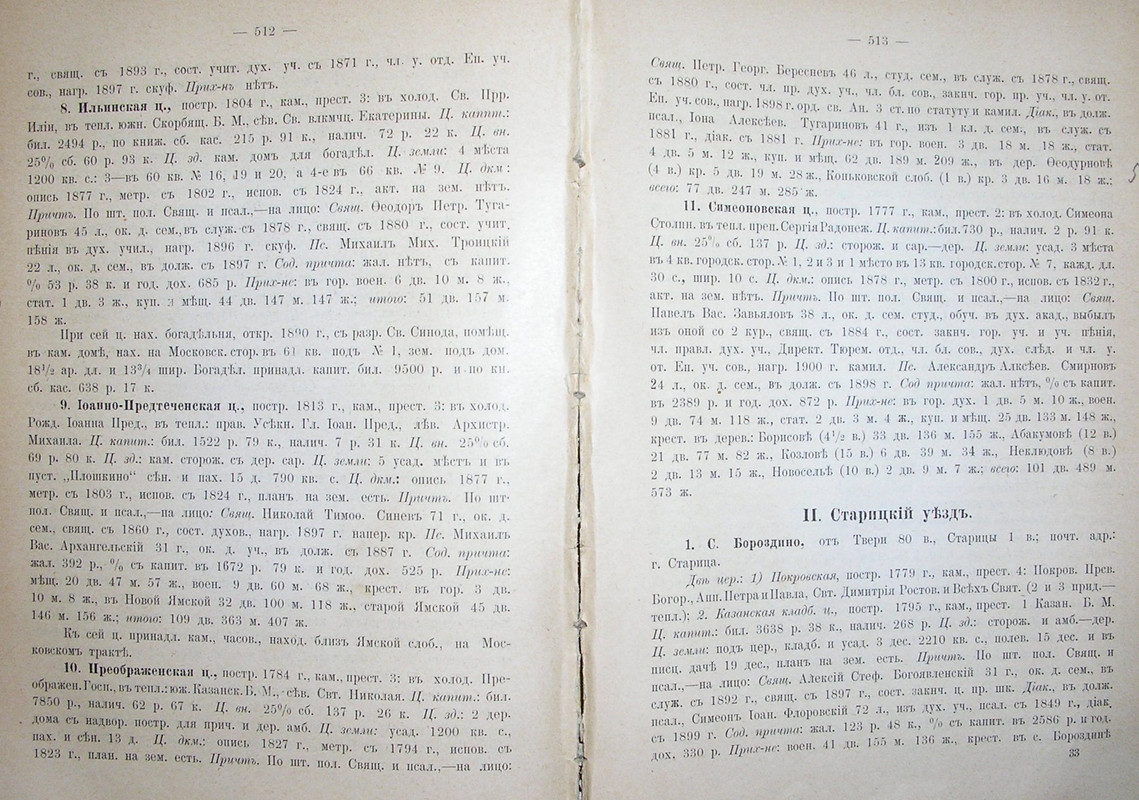 — 512 —
г., свящ. съ 1893 г., сост. учит. дух. уч. съ 1871 г., чл. у. отд. Еп. уч.
сов., нагр. 1897 г. скуф. Прих-нъ нѣтъ.
8. Ильинская ц., постр. 1804 г., кам., прест. 3: въ холод. Св. Прр.
Иліи, въ тепл. южн. Скорбящ. Б. М., сѣв. Св. влкмчц. Екатерины. Ц. капит.:
бил. 2494 р., по книж. сб. кас. 215 р. 91 к., налич. 72 р. 22 к. Ц. вн.
25% сб. 60 р. 93 к. Ц. зд. кам. домъ для богадѣл. Ц. земли: 4 мѣста
1200 кв. с.: 3—въ 60 кв. № 16, 19 и 20, а 4-е въ 66 кв. № 9. Ц. дкм:
опись 1877 г., метр. съ 1802 г., испов. съ 1824 г., акт. на зем. нѣтъ.
Причтъ. По шт. пол. Свящ. и псал.,—на лицо: Свящ. Ѳеодоръ Петр. Туга-
риновъ 45 л., ок. д. сем., въ служ. съ 1878 г., свящ. съ 1880 г., сост. учит.
пѣнія въ дух. учил., нагр. 1896 г. скуф. Пс. Михаилъ Мих. Троицкій
22 л., ок. д. сем., въ долж. съ 1897 г. Сод. причта: жал. нѣтъ, съ капит.
% 53 р. 38 к. и год. дох. 685 р. Прих-не: въ гор. воен. 6 дв. 10 м. 8 ж.,
стат. 1 дв. 3 ж., куп. и мѣщ. 44 дв. 147 м. 147 ж.; итого: 51 дв. 157 м.
158 ж.
При сей ц. нах. богадѣльня, откр. 1890 г., съ разр. Св. Синода, помѣщ.
въ кам. домѣ, нах. на Московск. стор. въ 61 кв. подъ № 1, зем. подъ дом.
18¹/₂ ар. дл. и 13³/₄ шир. Богадѣл. принадл. капит. бил. 9500 р. и по кн.
сб. кас. 638 р. 17 к.
9. Іоанно-Предтеченская ц., постр. 1813 г., кам., прест. 3: въ холод.
Рожд. Іоанна Пред., въ тепл.: прав. Усѣкн. Гл. Іоан. Пред., лѣв. Архистр.
Михаила. Ц. капит: бил. 1522 р. 79 к., налич. 7 р. 31 к. Ц. вн. 25% сб.
69 р. 80 к. Ц. зд.: кам. сторож. съ дер. сар. Ц. земли: 5 усад. мѣстъ и въ
пуст. „Плошкино“ сѣн. и пах. 15 д. 790 кв. с. Ц. дкм.: опись 1877 г.,
метр. съ 1803 г., испов. съ 1824 г., планъ на зем. есть. Причтъ. По шт.
пол. Свящ. и псал.,—на лицо: Свящ. Николай Тимоѳ. Синевъ 71 г., ок. д.
сем., свящ. съ 1860 г., сост. духов., нагр. 1897 г. напер. кр. Пс. Михаилъ
Вас. Архангельскій 31 г., ок. д. уч., въ долж. съ 1887 г. Сод. причта:
жал. 392 р., % съ капит. въ 1672 р. 79 к. и год. дох. 525 р. Прих-не:
мѣщ. 20 дв. 47 м. 57 ж., воен. 9 дв. 60 м. 68 ж., крест. въ гор. 3 дв.
10 м. 8 ж., въ Новой Ямской 32 дв. 100 м. 118 ж., старой Ямской 45 дв.
146 м. 156 ж.; итого: 109 дв. 363 м. 407 ж.
Къ сей ц. принадл. кам., часов., наход. близъ Ямской слоб., на Мос-
ковскомъ трактѣ.
10. Преображенская ц., постр. 1784 г., кам., прест. 3: въ холод. Пре-
ображен. Госп., въ тепл.: юж. Казанск. Б. М., сѣв. Свт. Николая. Ц. капит: бил.
7850 р., налич. 62 р. 67 к. Ц. вн. 25% сб. 137 р. 26 к. Ц. зд.: 2 дер.
дома съ надвор. постр. для прич. и дер. амб. Ц. земли: усад. 1200 кв. с.,
пах. и сѣн. 13 д. Ц. дкм.: опись 1827 г., метр. съ 1794 г., испов. съ
1823 г., план. на зем. есть. Причтъ. По шт. пол. Свящ. и псал.,—на лицо:
— 513 —
Свящ. Петр. Георг. Береснев 46 л., студ. сем., въ служ. съ 1878 г., свящ.
съ 1880 г., сост. чл. пр. дух. уч., чл. бл. сов., закнч. гор. пр. уч., чл. у. от.
Еп. уч. сов., нагр. 1898 г. орд. св. Ан. 3 ст. по статуту и камил. Діак., въ долж.
псал., Іона Алексѣев. Тугариновъ 41 г., изъ 1 кл. д. сем., въ служ. съ
1881 г., діак. съ 1881 г. Прих-не: въ гор. воен. 3 дв. 18 м. 18 ж., стат.
4 дв. 5 м. 12 ж., куп. и мѣщ. 62 дв. 189 м. 209 ж., въ дер. Ѳеодурновѣ
(4 в.) кр. 5 дв. 19 м. 28 ж., Коньковской слоб. (1 в.) кр. 3 дв. 16 м. 18 ж.;
всего: 77 дв. 247 м. 285 ж.
11. Симеоновская ц., постр. 1777 г., кам., прест. 2: въ холод. Симеона
Столпн. въ тепл. преп. Сергія Радонеж. Ц. капит.: бил. 730 р., налич. 2 р. 91 к.
Ц. вн. 25% сб. 137 р. Ц. зд.: сторож. и сар.—дер. Ц. земли: усад. 3 мѣста
въ 4 кв. городск. стор. № 1, 2 и 3 и 1 мѣсто въ 13 кв. городск. стор. № 7, кажд. дл.
30 с., шир. 10 с. Ц. дкм.: опись 1878 г., метр. съ 1800 г., испов. съ 1832 г.,
акт. на зем. нѣтъ. Причтъ. По шт. пол. Свящ. и псал.,—на лицо: Свящ.
Павелъ Вас. Завьяловъ 38 л., ок. д. сем. студ., обуч. въ дух. акад., выбылъ
изъ оной со 2 кур., свящ. съ 1884 г., сост. закнч. гор. уч. и уч. пѣнія,
чл. правл. дух. уч., Директ. Тюрем. отд., чл. бл. сов., дух. слѣд. и чл. у.
от. Еп. уч. сов., нагр. 1900 г. камил. Пс. Александръ Алксѣев. Смирновъ
24 л., ок. д. сем., въ долж. съ 1898 г. Сод причта: жал. нѣтъ, % съ капит.
въ 2389 р. и год. дох. 872 р. Прих-не: въ гор. дух. 1 дв. 5 м. 10 ж., воен.
9 дв. 74 м. 118 ж., стат. 2 дв. 3 м. 4 ж., куп. и мѣщ. 25 дв. 133 м. 148 ж.,
крест. въ дерев.: Борисовѣ (4¹/₂ в.) 33 дв. 136 м. 155 ж., Абакумовѣ (12 в.)
21 дв. 77 м. 82 ж., Козловѣ (15 в.) 6 дв. 39 м. 34 ж., Неклюдовѣ (8 в.)
2 дв. 13 м. 15 ж., Новосельѣ (10 в.) 2 дв. 9 м. 7 ж.; всего: 101 дв. 489 м.
573 ж.
II. Старицкій уѣздъ.
1. С. Бороздино, отъ Твери 80 в., Старицы 1 в.; почт. адр:
г. Старица.
Двѣ цер: 1) Покровская, постр. 1779 г., кам., прест. 4: Покров. Прсв.
Богор., Апп. Петра и Павла, Свт. Димитрія Ростов. и Всѣхъ Свят. (2 и 3 прид.—
тепл.); 2. Казанская кладб. ц., постр. 1795 г., кам., прест. 1 Казан. Б. М.
Ц. капит.: бил. 3638 р. 38 к., налич. 268 р. Ц. зд.: сторож. и амб.—дер.
Ц. земли: подъ цер., кладб. и усад. 3 дес. 2210 кв. с., полев. 15 дес. и въ
писц. дачѣ 19 дес., планъ на зем. есть. Причтъ. По шт. пол. Свящ. и
псал.,—на лицо: Свящ. Алексій Стеф. Богоявленскій 31 г., ок. д. сем., въ
служ. съ 1892 г., свящ. съ 1897 г., сост. закнч. ц. пр. шк. Діак., въ долж.
псал., Симеонъ Іоан. Флоровскій 72 л., изъ дух. уч., псал. съ 1849 г., діак.
съ 1899 г. Сод. причта: жал. 123 р. 48 к., % съ капит. въ 2586 р. и год.
дох. 330 р. Прих-не: воен. 41 дв. 155 м. 136 ж., крест. въ с. Бороздинѣ
33